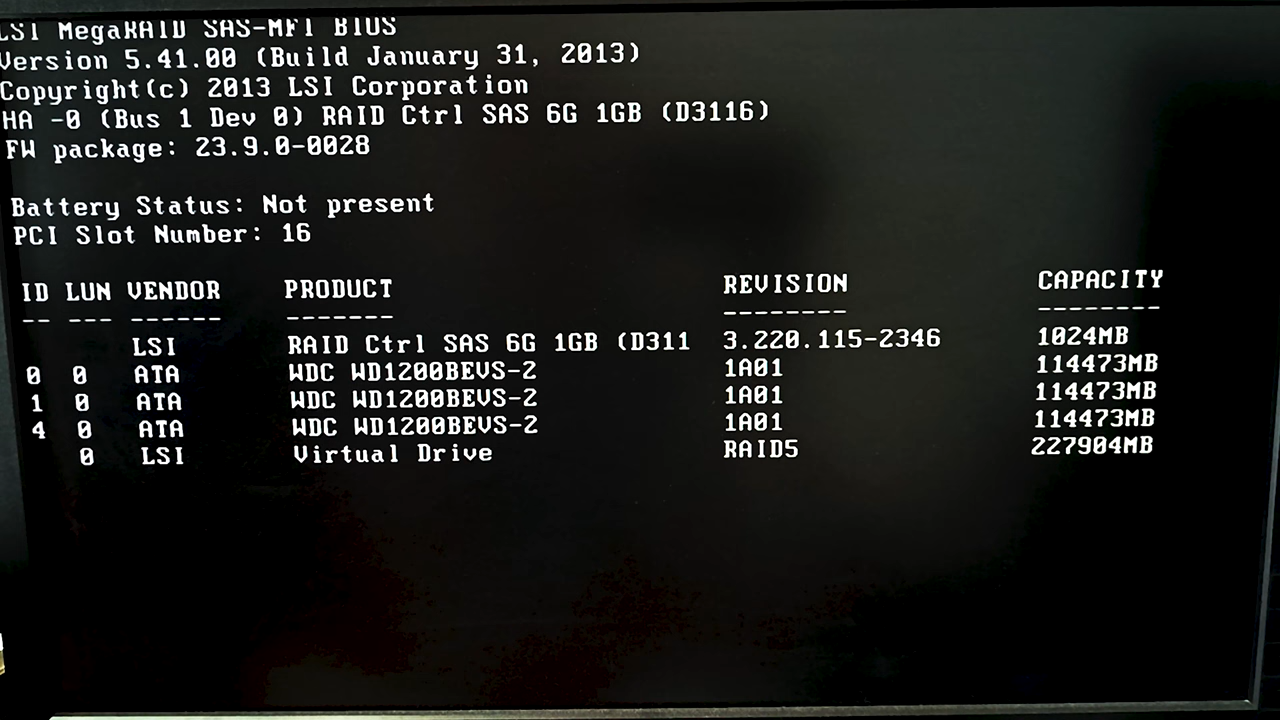 LSI MegaRAID SAS-MFI BIOS
Version 5.41.00 (Build January 31, 2013)
Copyright(c) 2013 LSI Corporation
HA -0 (Bus 1 Dev 0) RAID Ctrl SAS 6G 1GB (D3116)
FW package: 23.9.0-0028
Battery Status: Not present
PCI Slot Number: 16
ID LUN VENDOR PRODUCT REVISION CAPACITY
-- --- ------ ------- -------- --------
LSI RAID Ctrl SAS 6G 1GB (D311 3.220.115-2346 1024MB
0 0 ATA WDC WD1200BEVS-2 1A01 114473MB
1 0 ATA WDC WD1200BEVS-2 1A01 114473MB
4 0 ATA WDC WD1200BEVS-2 1A01 114473MB
0 LSI Virtual Drive RAID5 227904MB